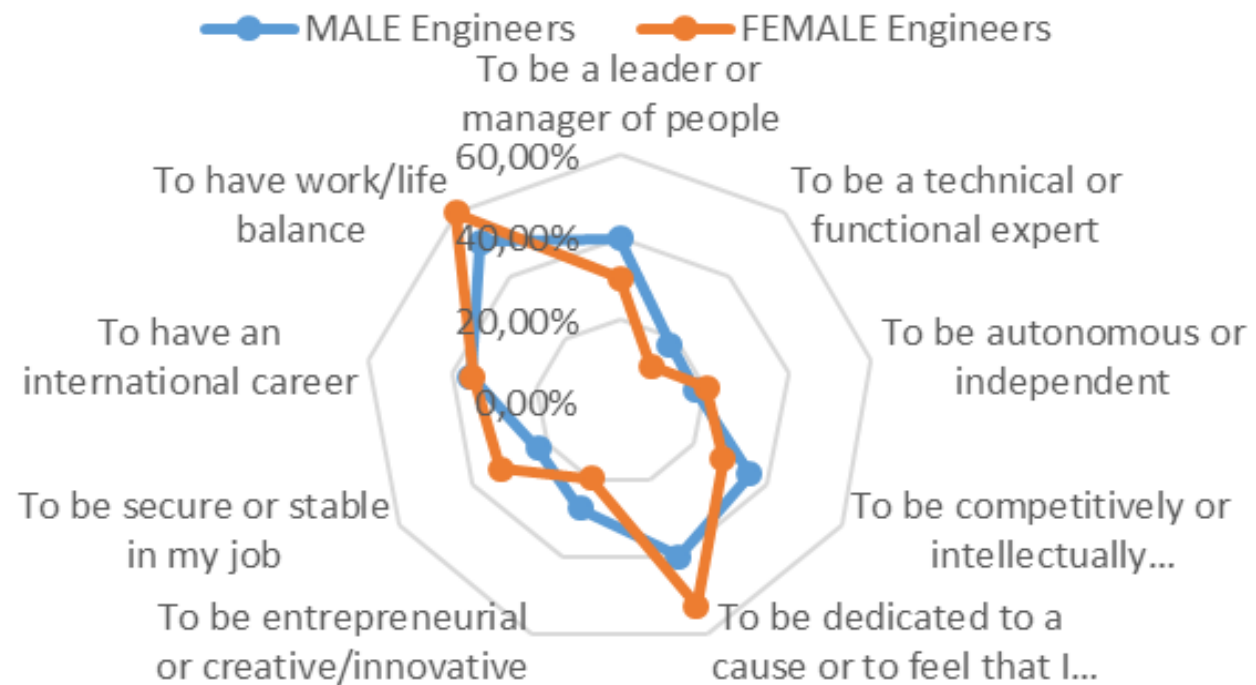 MALE Engineers FEMALE Engineers
To be a leader or
manager of people
60,00%
40,00%
20,00%
0,00%
To be a technical or
functional expert
To be autonomous or
independent
To be competitively or
intellectually...
To be dedicated to a
cause or to feel that I...
To be entrepreneurial
or creative/innovative
To be secure or stable
in my job
To have an
international career
To have work/life
balance